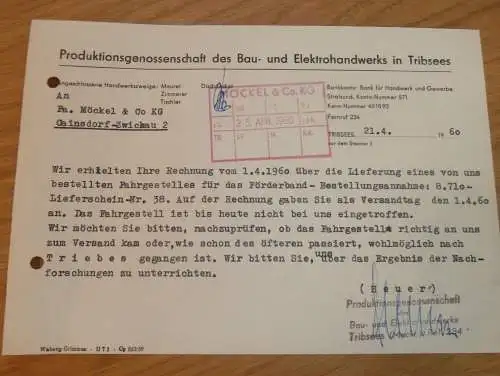 Produktionsgenossenschaft des Bau- und Elektrohandwerks in Tribsees
Angeschlossene Handwerkszweige: Maurer
Zimmerer
Tischler
Bankkonto: Bank für Handwerk und Gewerbe
Stralsund, Konto-Nummer 571
Fernruf 234
MÖCKEL & Co. KG
25. APR. 1960
An
Fa. Möckel & Co KG
Gainsdorf-Zwickau 2
TRIBSEES, 21.4. 1960
Wir erhielten Ihre Rechnung vom 1.4.1960 über die Lieferung eines von uns
bestellten Fahrgestelles für das Förderband - Bestellungsannahme: 8.710-
Lieferschein-Nr. 38. Auf der Rechnung gaben Sie als Versandtag den 1.4.60
an. Das Fahrgestell ist bis heute nicht bei uns eingetroffen.
Wir möchten Sie bitten, nachzuprüfen, ob das Fahrgestell richtig an uns
zum Versand kam oder, wie schon des öfteren passiert, wohlmöglich nach
T r i e b e s gegangen ist. Wir bitten Sie, uns über das Ergebnis der Nach-
forschungen zu unterrichten.
( B e u e r )
Produktionsgenossenschaft
des
Bau- und Elektrohandwerks
Tribsees